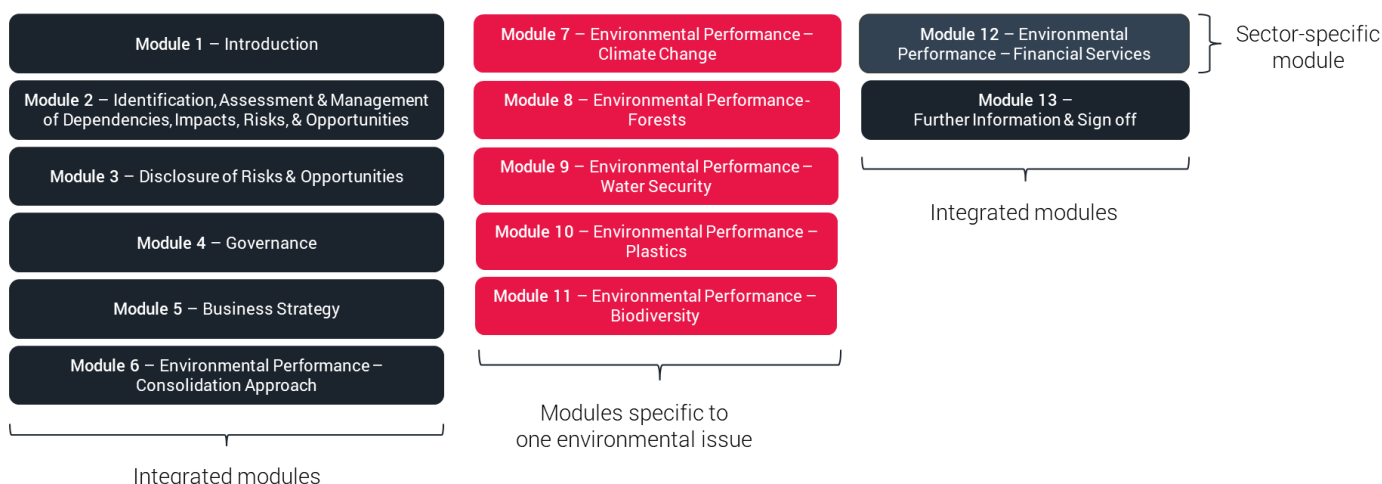 Module 1 – Introduction
Module 2 – Identification, Assessment & Management
of Dependencies, Impacts, Risks, & Opportunities
Module 3 – Disclosure of Risks & Opportunities
Module 4 – Governance
Module 5 – Business Strategy
Module 6 – Environmental Performance –
Consolidation Approach
Integrated modules
Module 7 – Environmental Performance –
Climate Change
Module 8 – Environmental Performance-
Forests
Module 9 – Environmental Performance –
Water Security
Module 10 – Environmental Performance –
Plastics
Module 11 – Environmental Performance –
Biodiversity
Modules specific to
one environmental issue
Module 12 – Environmental
Performance – Financial Services
Sector-specific
module
Module 13 –
Further Information & Sign off
Integrated modules